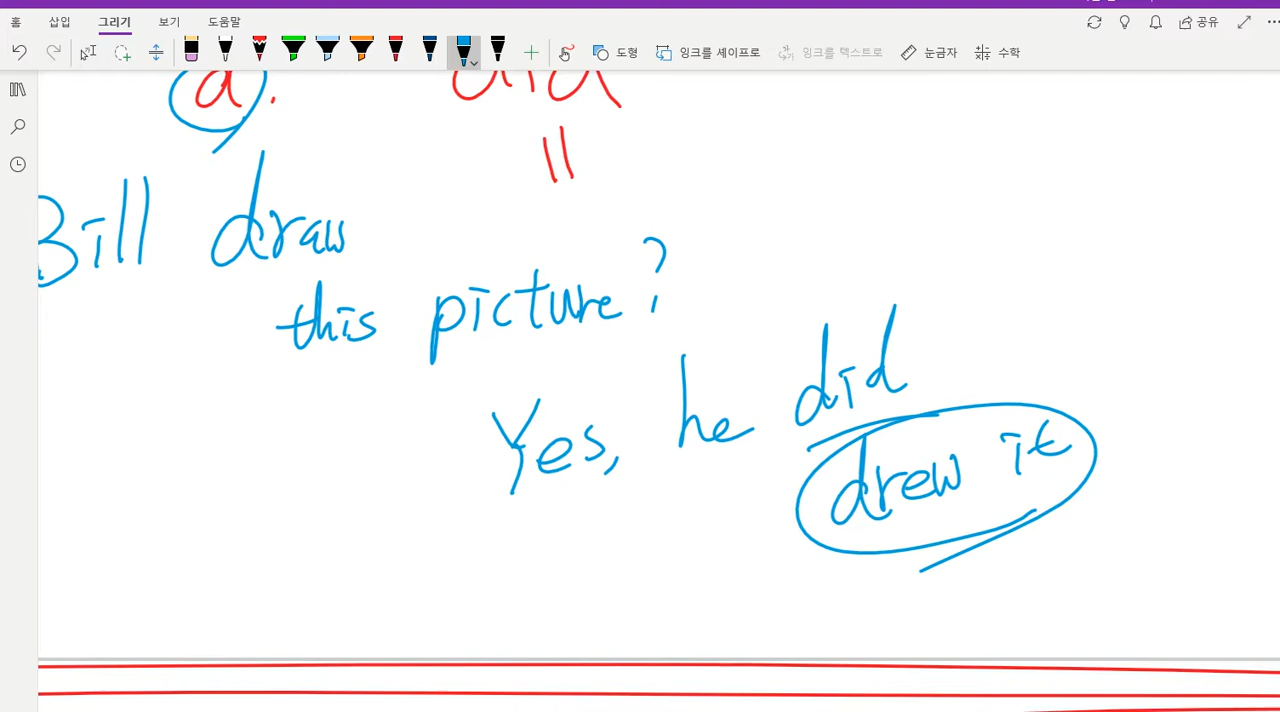 홈 삽입 그리기 보기 도움말 공유
도형 잉크를 셰이프로 잉크를 텍스트로 눈금자 수학
a. did
Bill draw
this picture?
Yes, he did
drew it